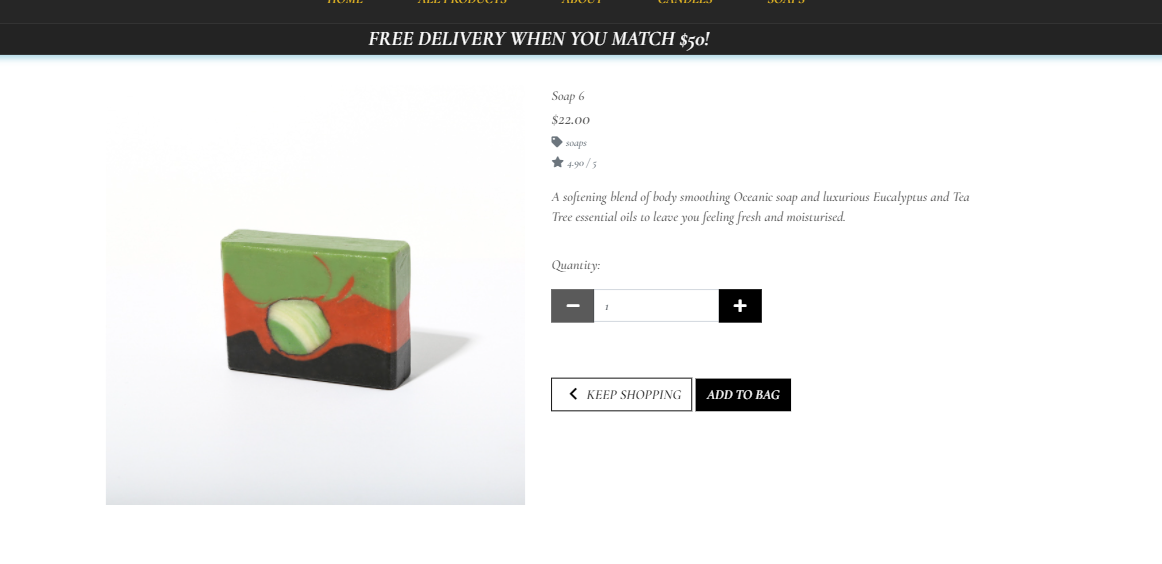 HOME ALL PRODUCTS ABOUT CANDLES SOAPS
FREE DELIVERY WHEN YOU MATCH $50!
Soap 6
$22.00
soaps
4.90 / 5
A softening blend of body smoothing Oceanic soap and luxurious Eucalyptus and Tea
Tree essential oils to leave you feeling fresh and moisturised.
Quantity:
1
KEEP SHOPPING ADD TO BAG